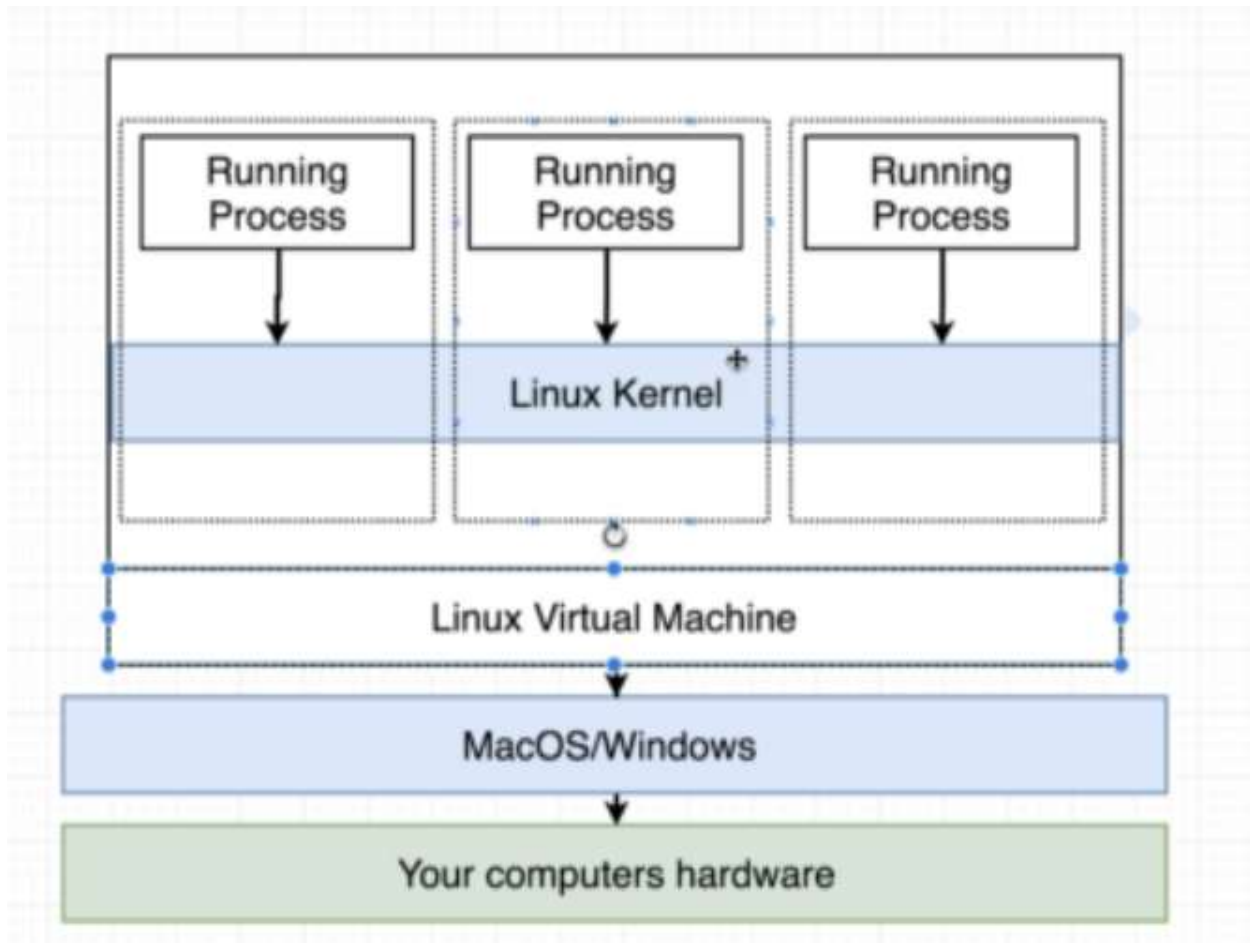 Running
Process
Running
Process
Running
Process
Linux Kernel
Linux Virtual Machine
MacOS/Windows
Your computers hardware